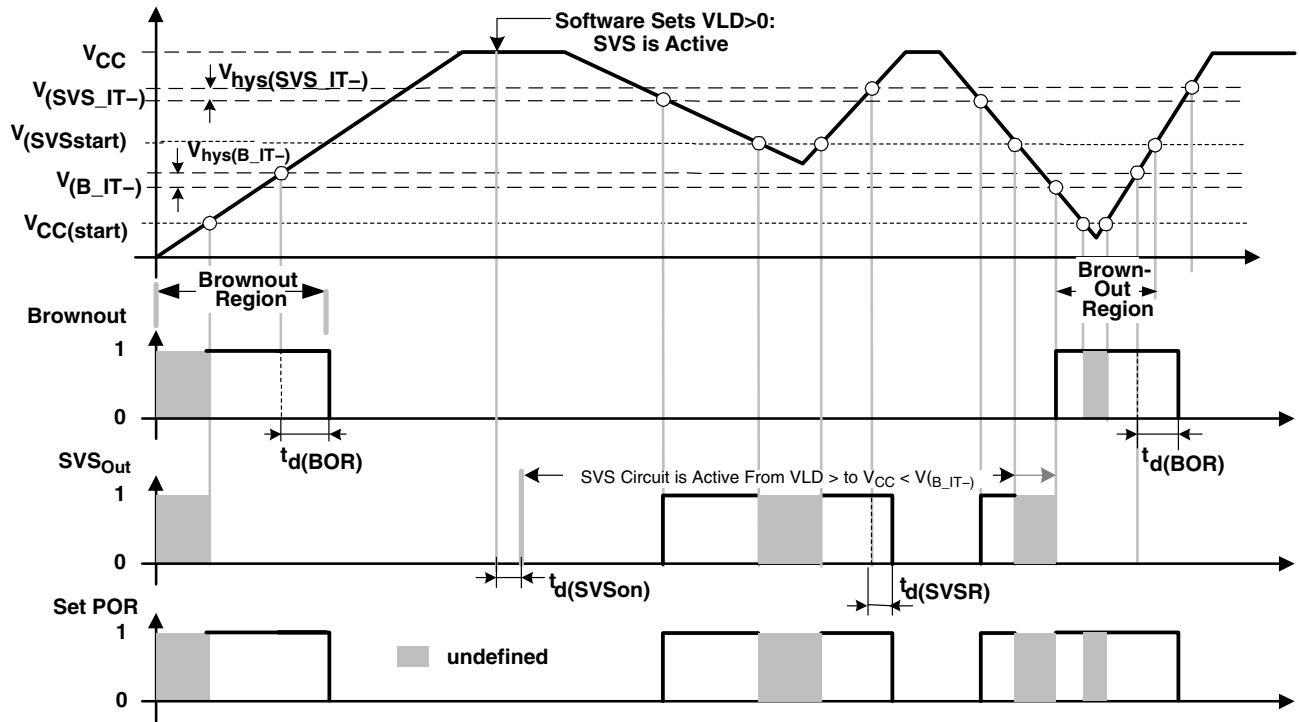 Software Sets VLD>0:
SVS is Active
VCC
Vhys(SVS_IT–)
V(SVS_IT–)
V(SVSstart)
Vhys(B_IT–)
V(B_IT–)
VCC(start)
Brownout
Region
Brown-
Out
Region
Brownout
1
0
td(BOR)
td(BOR)
SVSOut
SVS Circuit is Active From VLD > to VCC < V(B_IT–)
1
0
td(SVSon)
td(SVSR)
Set POR
1
undefined
0